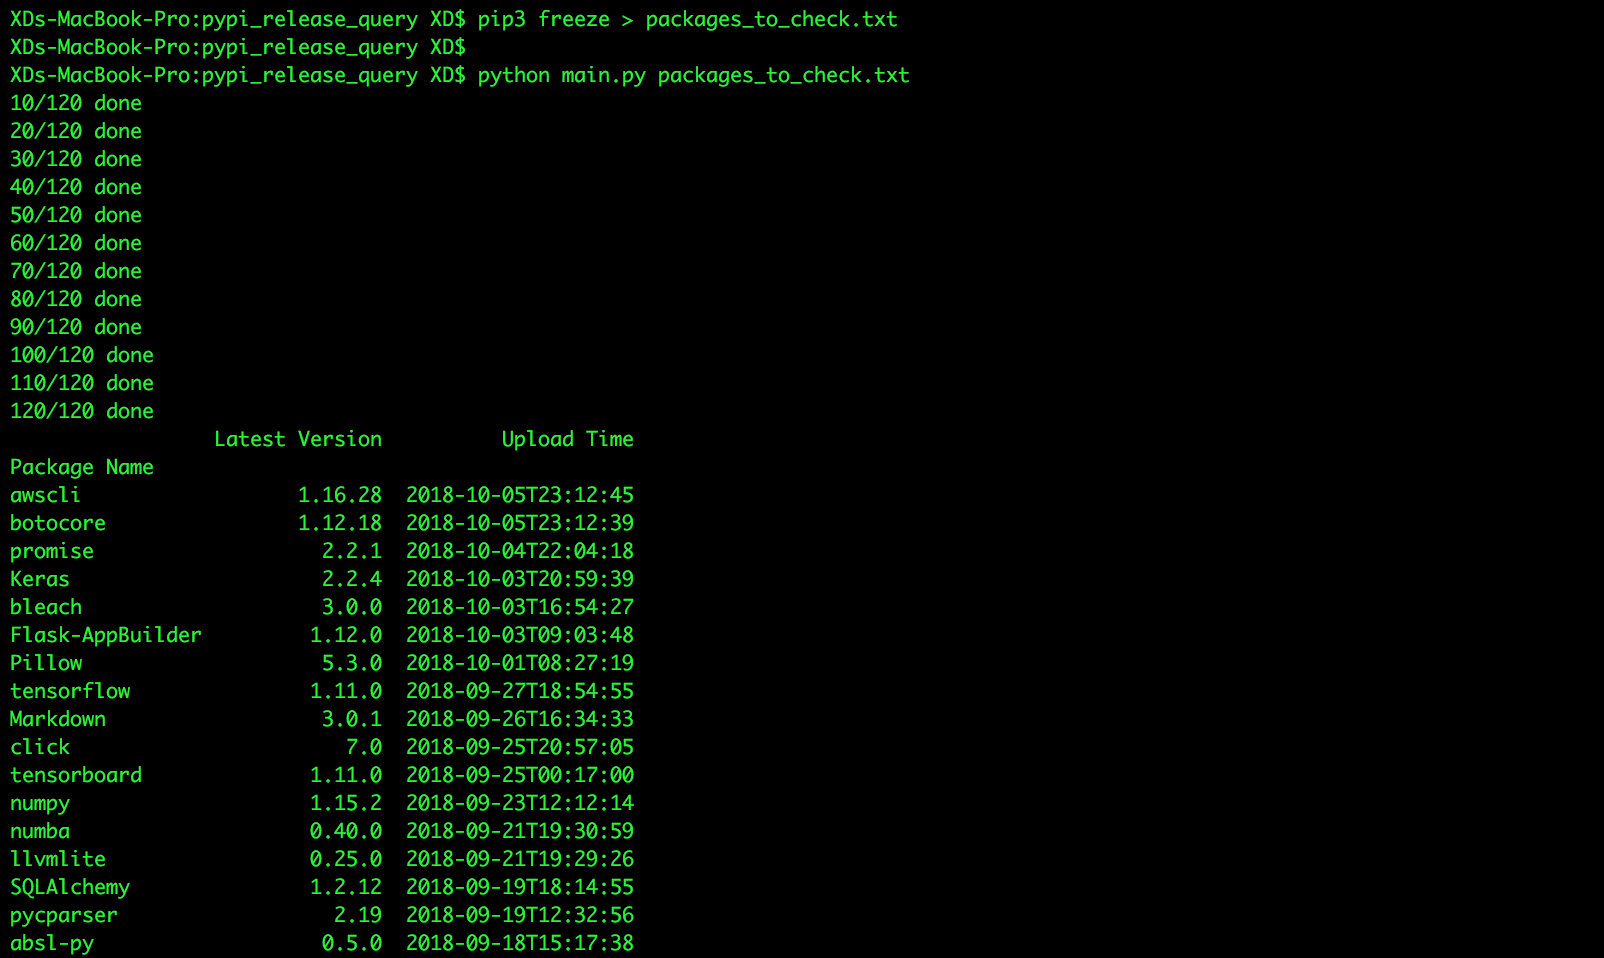 XDs-MacBook-Pro:pypi_release_query XD$ pip3 freeze > packages_to_check.txt
XDs-MacBook-Pro:pypi_release_query XD$
XDs-MacBook-Pro:pypi_release_query XD$ python main.py packages_to_check.txt
10/120 done
20/120 done
30/120 done
40/120 done
50/120 done
60/120 done
70/120 done
80/120 done
90/120 done
100/120 done
110/120 done
120/120 done
Latest Version Upload Time
Package Name
awscli 1.16.28 2018-10-05T23:12:45
botocore 1.12.18 2018-10-05T23:12:39
promise 2.2.1 2018-10-04T22:04:18
Keras 2.2.4 2018-10-03T20:59:39
bleach 3.0.0 2018-10-03T16:54:27
Flask-AppBuilder 1.12.0 2018-10-03T09:03:48
Pillow 5.3.0 2018-10-01T08:27:19
tensorflow 1.11.0 2018-09-27T18:54:55
Markdown 3.0.1 2018-09-26T16:34:33
click 7.0 2018-09-25T20:57:05
tensorboard 1.11.0 2018-09-25T00:17:00
numpy 1.15.2 2018-09-23T12:12:14
numba 0.40.0 2018-09-21T19:30:59
llvmlite 0.25.0 2018-09-21T19:29:26
SQLAlchemy 1.2.12 2018-09-19T18:14:55
pycparser 2.19 2018-09-19T12:32:56
absl-py 0.5.0 2018-09-18T15:17:38